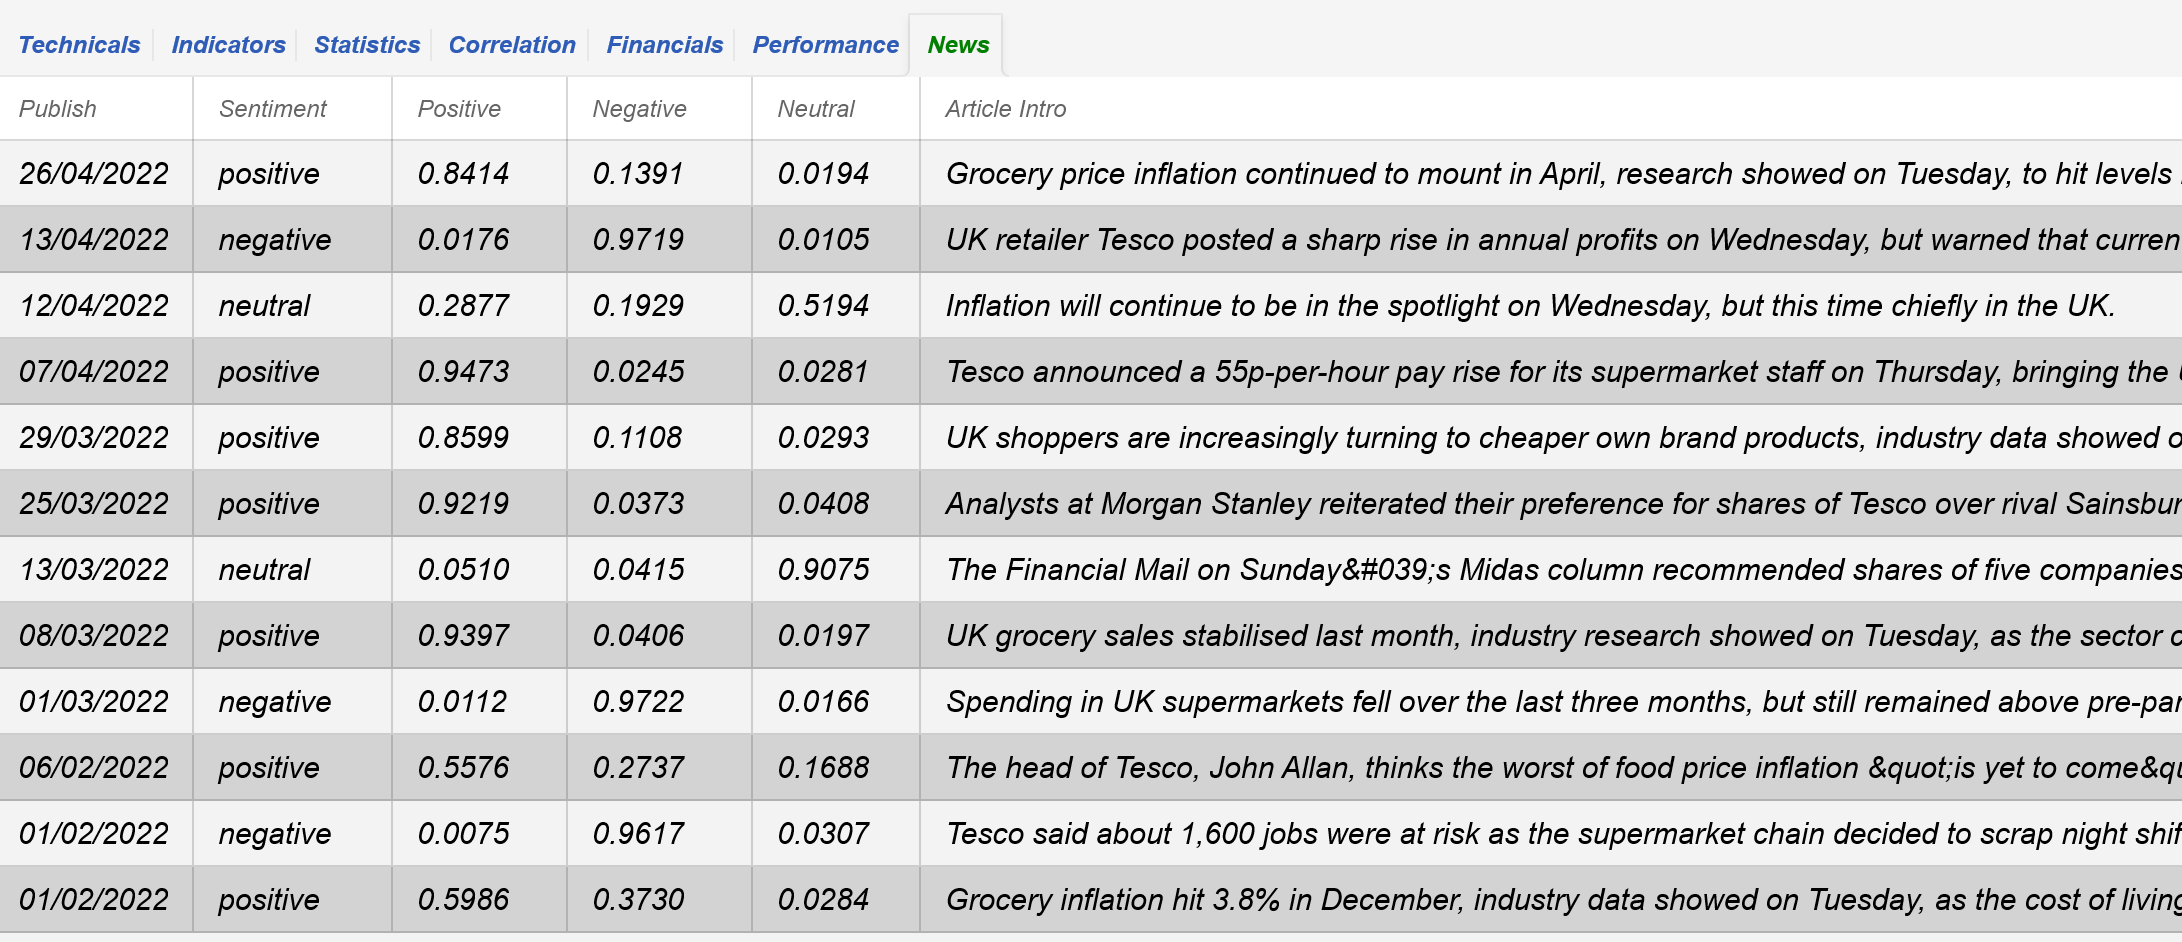 Technicals Indicators Statistics Correlation Financials Performance News
Publish Sentiment Positive Negative Neutral Article Intro
26/04/2022 positive 0.8414 0.1391 0.0194 Grocery price inflation continued to mount in April, research showed on Tuesday, to hit levels
13/04/2022 negative 0.0176 0.9719 0.0105 UK retailer Tesco posted a sharp rise in annual profits on Wednesday, but warned that curren
12/04/2022 neutral 0.2877 0.1929 0.5194 Inflation will continue to be in the spotlight on Wednesday, but this time chiefly in the UK.
07/04/2022 positive 0.9473 0.0245 0.0281 Tesco announced a 55p-per-hour pay rise for its supermarket staff on Thursday, bringing the
29/03/2022 positive 0.8599 0.1108 0.0293 UK shoppers are increasingly turning to cheaper own brand products, industry data showed o
25/03/2022 positive 0.9219 0.0373 0.0408 Analysts at Morgan Stanley reiterated their preference for shares of Tesco over rival Sainsbur
13/03/2022 neutral 0.0510 0.0415 0.9075 The Financial Mail on Sunday&#039;s Midas column recommended shares of five companies
08/03/2022 positive 0.9397 0.0406 0.0197 UK grocery sales stabilised last month, industry research showed on Tuesday, as the sector c
01/03/2022 negative 0.0112 0.9722 0.0166 Spending in UK supermarkets fell over the last three months, but still remained above pre-pan
06/02/2022 positive 0.5576 0.2737 0.1688 The head of Tesco, John Allan, thinks the worst of food price inflation &quot;is yet to come&qu
01/02/2022 negative 0.0075 0.9617 0.0307 Tesco said about 1,600 jobs were at risk as the supermarket chain decided to scrap night shif
01/02/2022 positive 0.5986 0.3730 0.0284 Grocery inflation hit 3.8% in December, industry data showed on Tuesday, as the cost of living